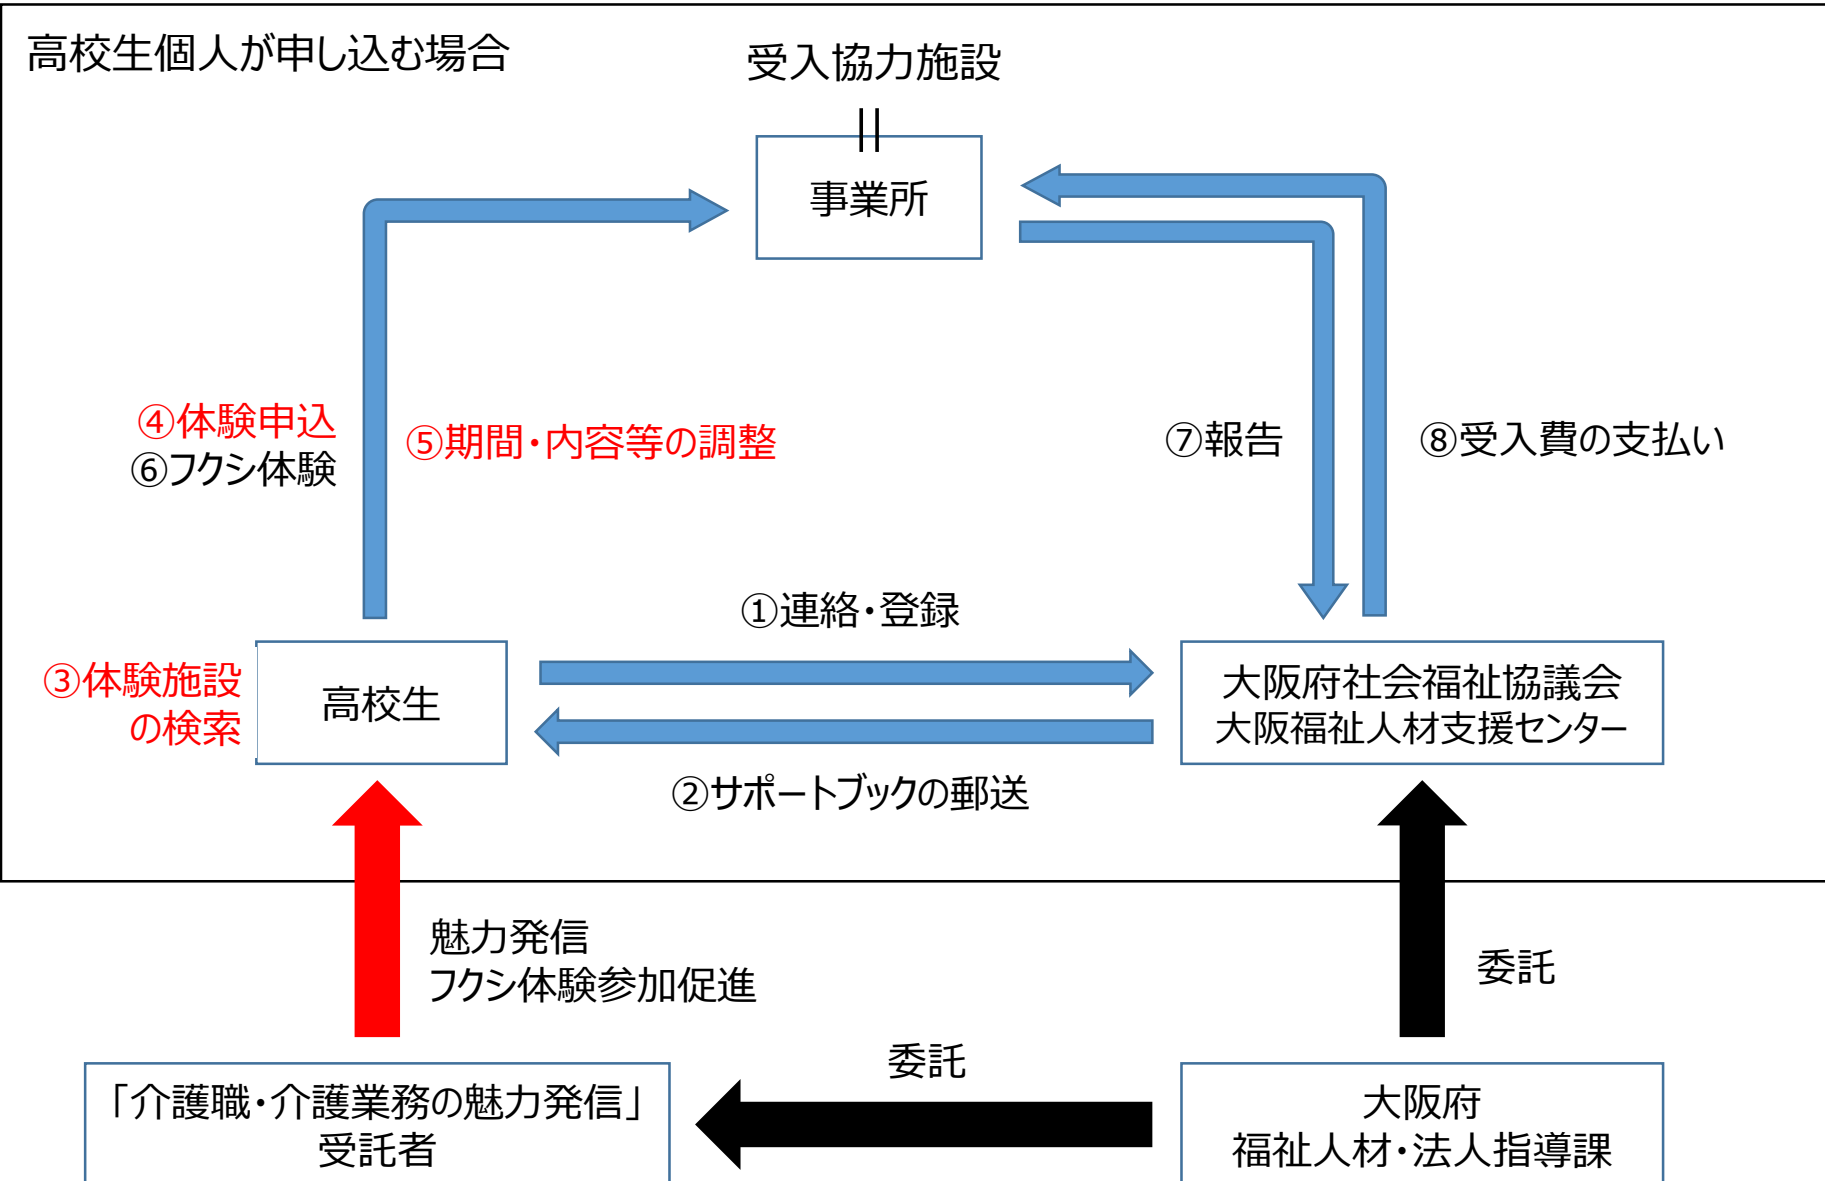 高校生個人が申し込む場合
受入協力施設
事業所
④体験申込
⑥フクシ体験
⑤期間・内容等の調整
⑦報告
⑧受入費の支払い
①連絡・登録
③体験施設
の検索
高校生
大阪府社会福祉協議会
大阪福祉人材支援センター
②サポートブックの郵送
魅力発信
フクシ体験参加促進
委託
委託
「介護職・介護業務の魅力発信」
受託者
大阪府
福祉人材・法人指導課